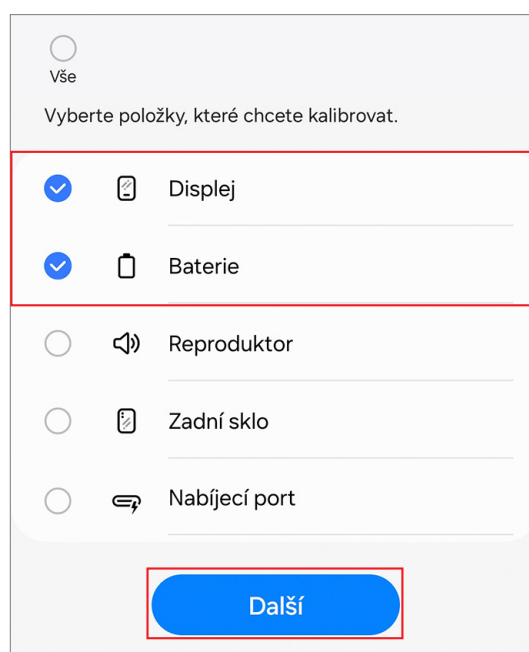 Vše
Vyberte položky, které chcete kalibrovat.
Displej
Baterie
Reproduktor
Zadní sklo
Nabíjecí port
Další